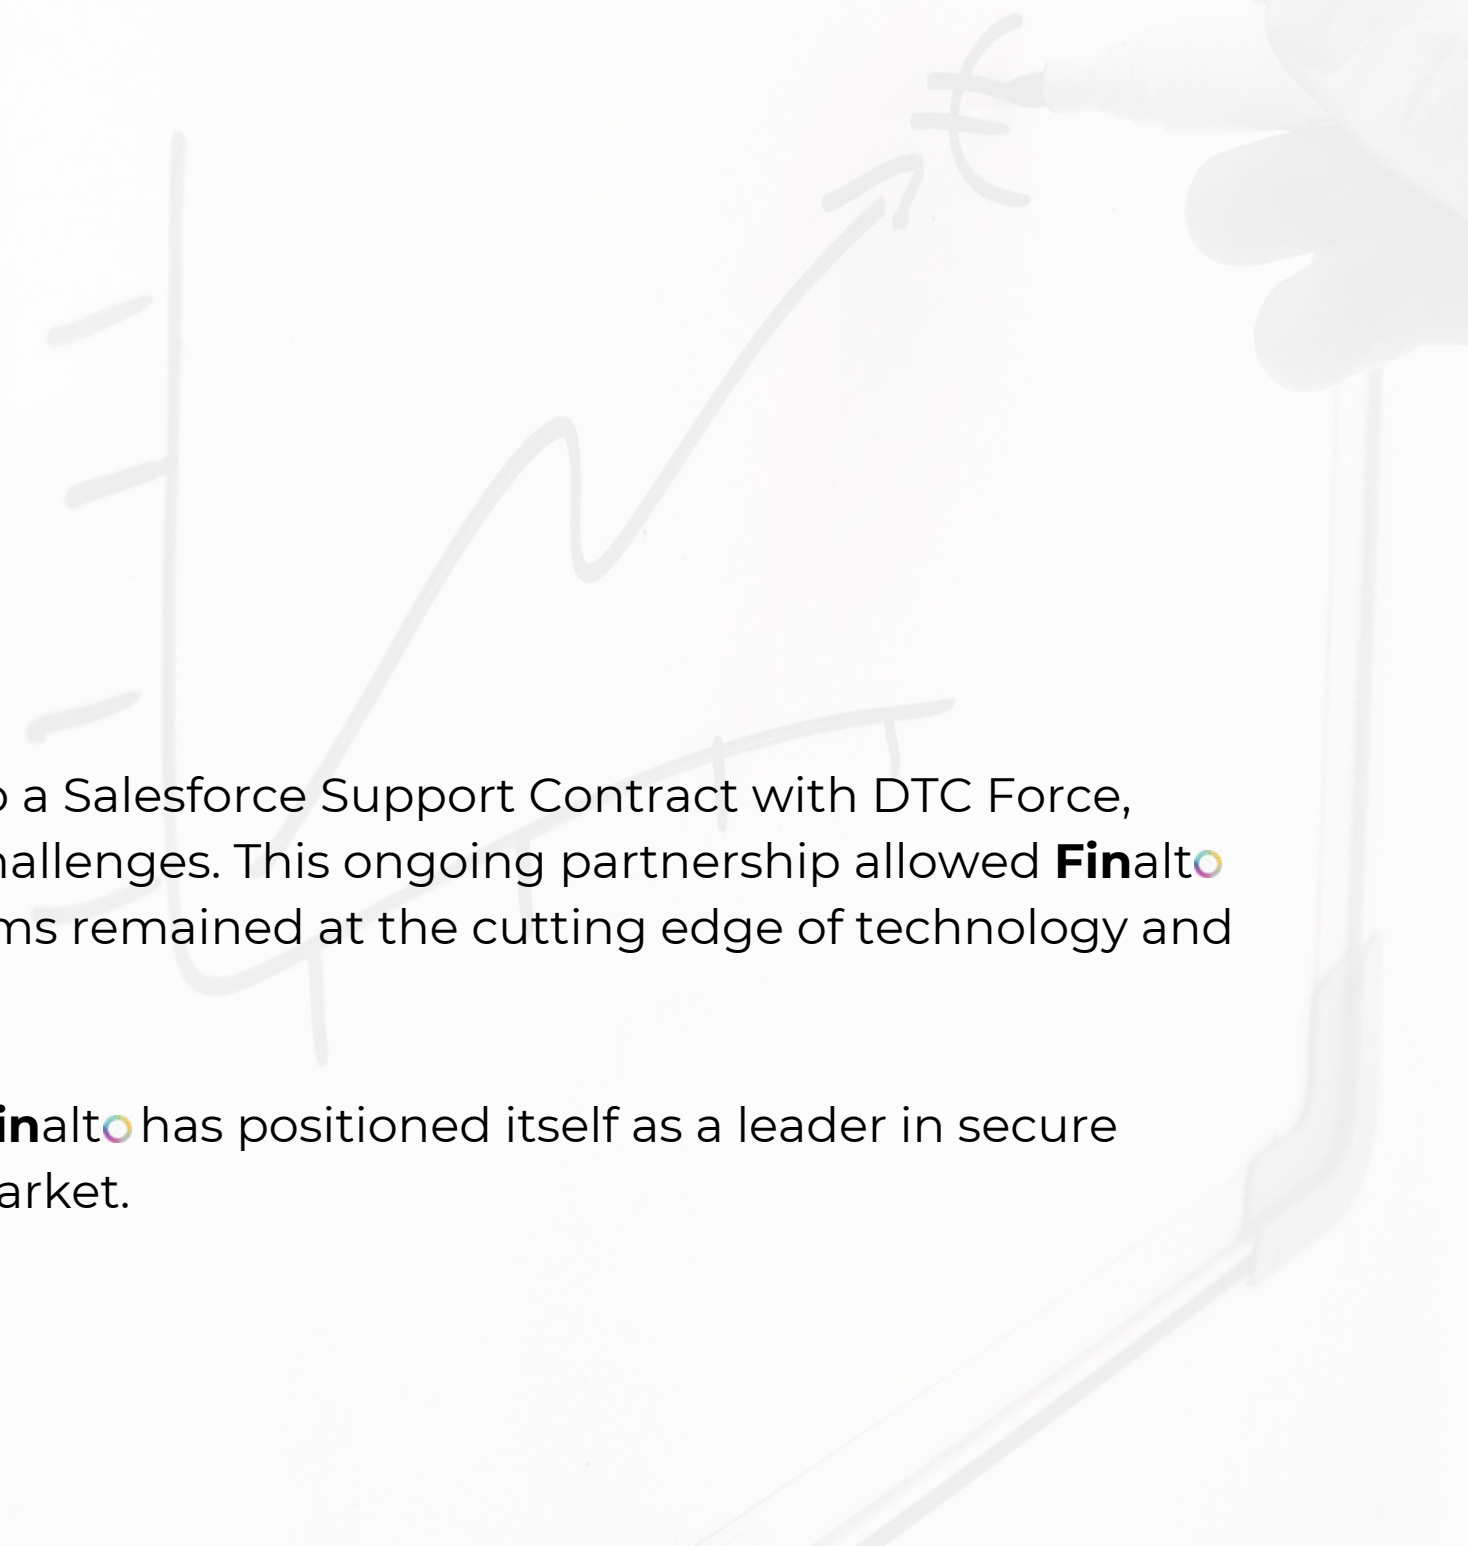 a Salesforce Support Contract with DTC Force,
hallenges. This ongoing partnership allowed Finalto
ms remained at the cutting edge of technology and
inalto has positioned itself as a leader in secure
arket.